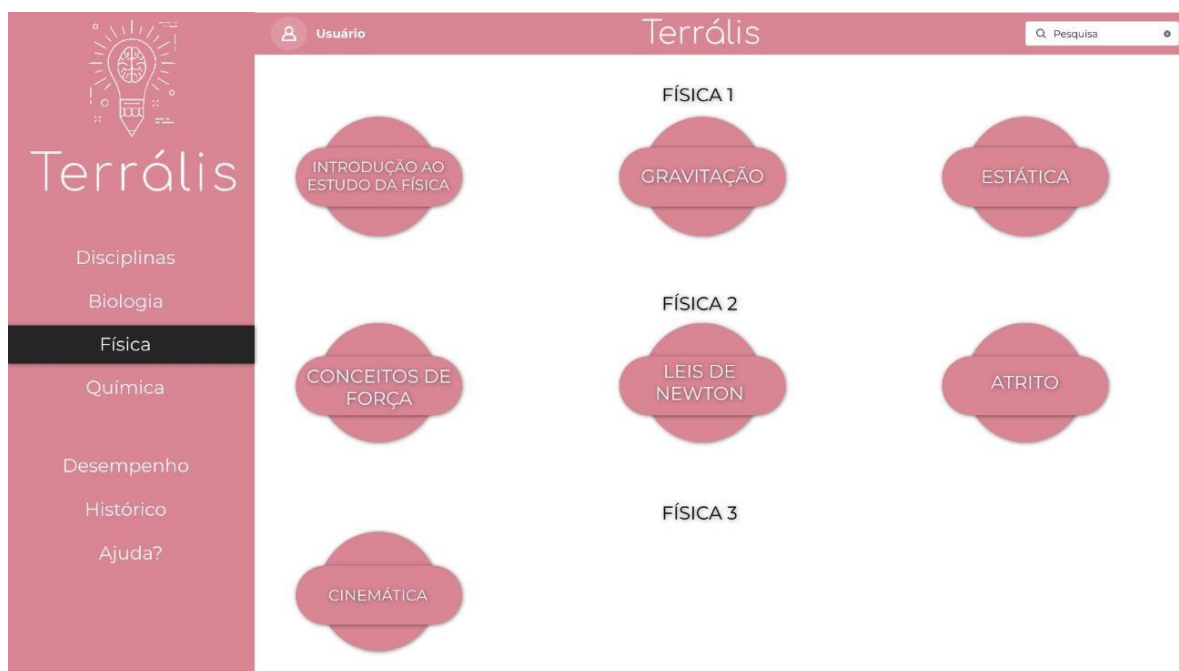 Terrális
Disciplinas
Biologia
Física
Química
Desempenho
Histórico
Ajuda?
Usuário
Terrális
Pesquisa
FÍSICA 1
INTRODUÇÃO AO
ESTUDO DA FÍSICA
GRAVITAÇÃO
ESTÁTICA
FÍSICA 2
CONCEITOS DE
FORÇA
LEIS DE
NEWTON
ATRITO
FÍSICA 3
CINEMÁTICA